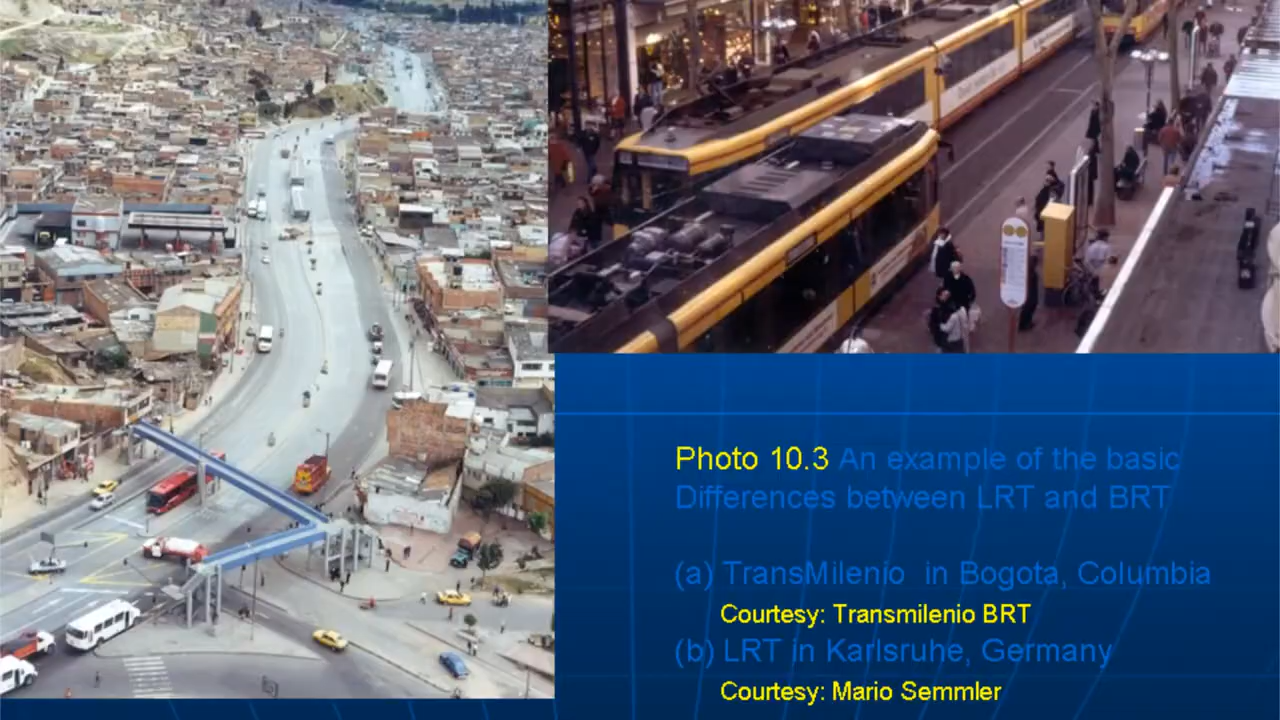 Photo 10.3 An example of the basic
Differences between LRT and BRT
(a) TransMilenio in Bogota, Columbia
Courtesy: Transmilenio BRT
(b) LRT in Karlsruhe, Germany
Courtesy: Mario Semmler